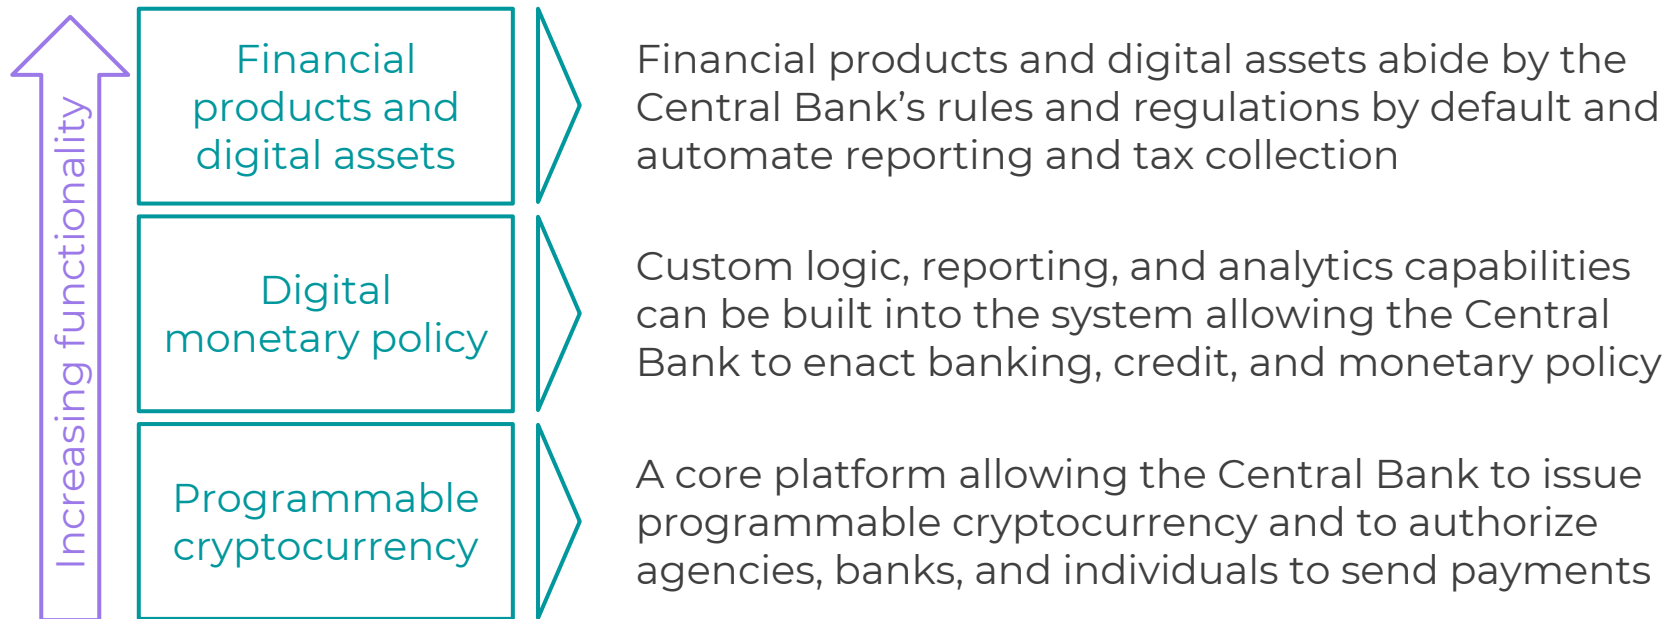 Increasing functionality
Financial
products and
digital assets
Financial products and digital assets abide by the
Central Bank’s rules and regulations by default and
automate reporting and tax collection
Digital
monetary policy
Custom logic, reporting, and analytics capabilities
can be built into the system allowing the Central
Bank to enact banking, credit, and monetary policy
Programmable
cryptocurrency
A core platform allowing the Central Bank to issue
programmable cryptocurrency and to authorize
agencies, banks, and individuals to send payments